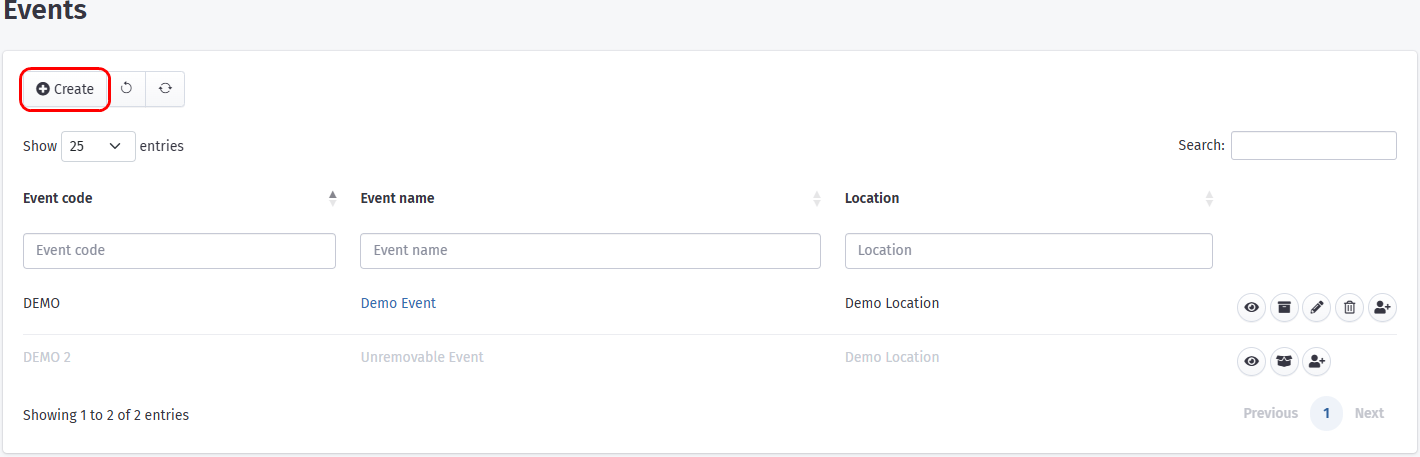 Events
Create
Show 25 entries
Search:
Event code Event name Location
Event code Event name Location
DEMO Demo Event Demo Location
DEMO 2 Unremovable Event Demo Location
Showing 1 to 2 of 2 entries
Previous 1 Next